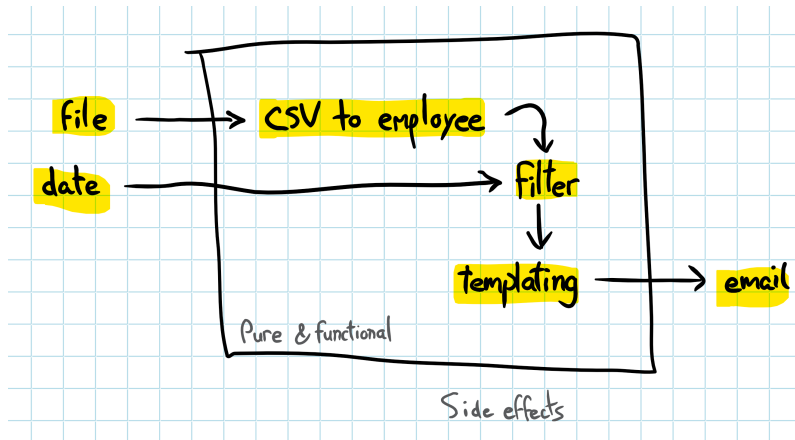 file
CSV to employee
date
filter
templating
email
Pure & functional
Side effects